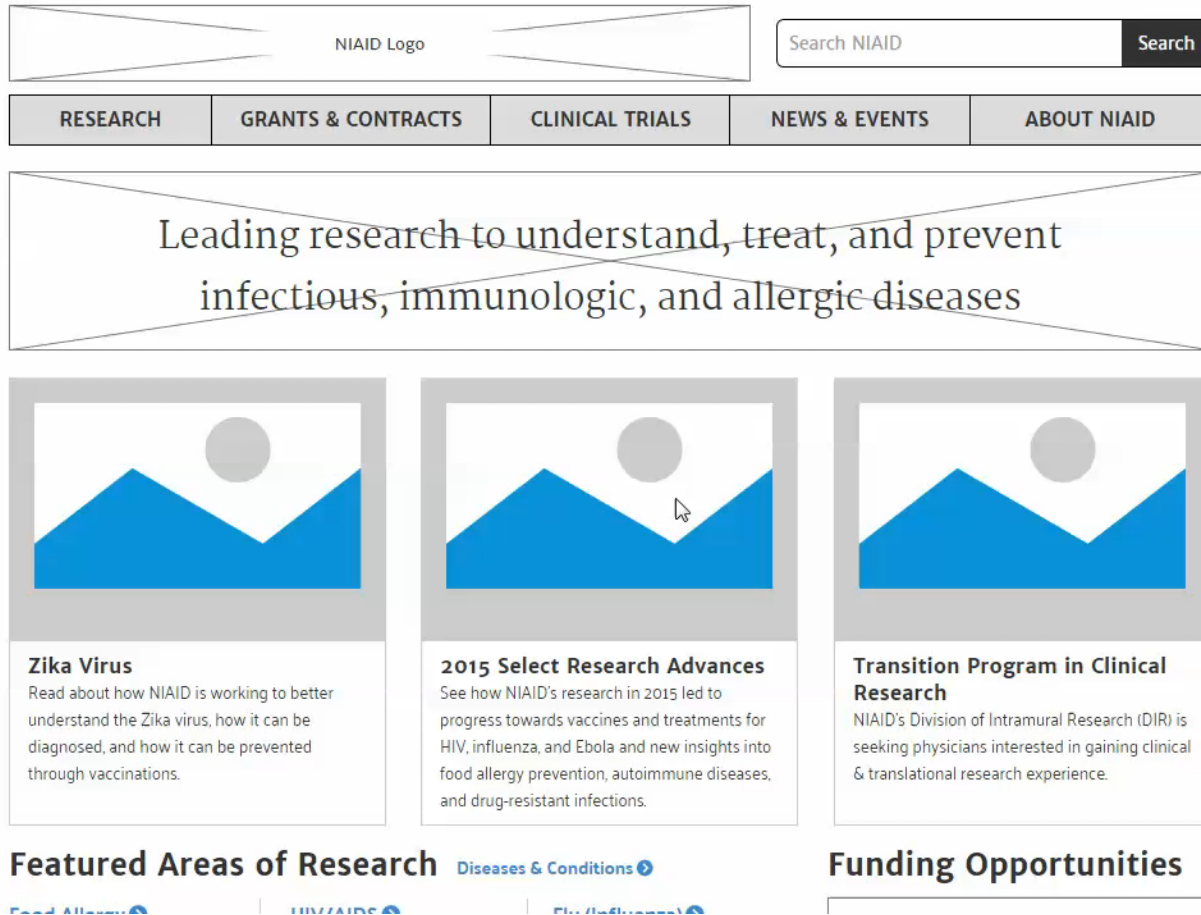 NIAID Logo
Search NIAID
Search
RESEARCH
GRANTS & CONTRACTS
CLINICAL TRIALS
NEWS & EVENTS
ABOUT NIAID
Leading research to understand, treat, and prevent
infectious, immunologic, and allergic diseases
Zika Virus
Read about how NIAID is working to better
understand the Zika virus, how it can be
diagnosed, and how it can be prevented
through vaccinations.
2015 Select Research Advances
See how NIAID's research in 2015 led to
progress towards vaccines and treatments for
HIV, influenza, and Ebola and new insights into
food allergy prevention, autoimmune diseases,
and drug-resistant infections.
Transition Program in Clinical
Research
NIAID's Division of Intramural Research (DIR) is
seeking physicians interested in gaining clinical
& translational research experience.
Featured Areas of Research
Diseases & Conditions
Funding Opportunities
Food Allergy
HIV/AIDS
Flu (Influenza)